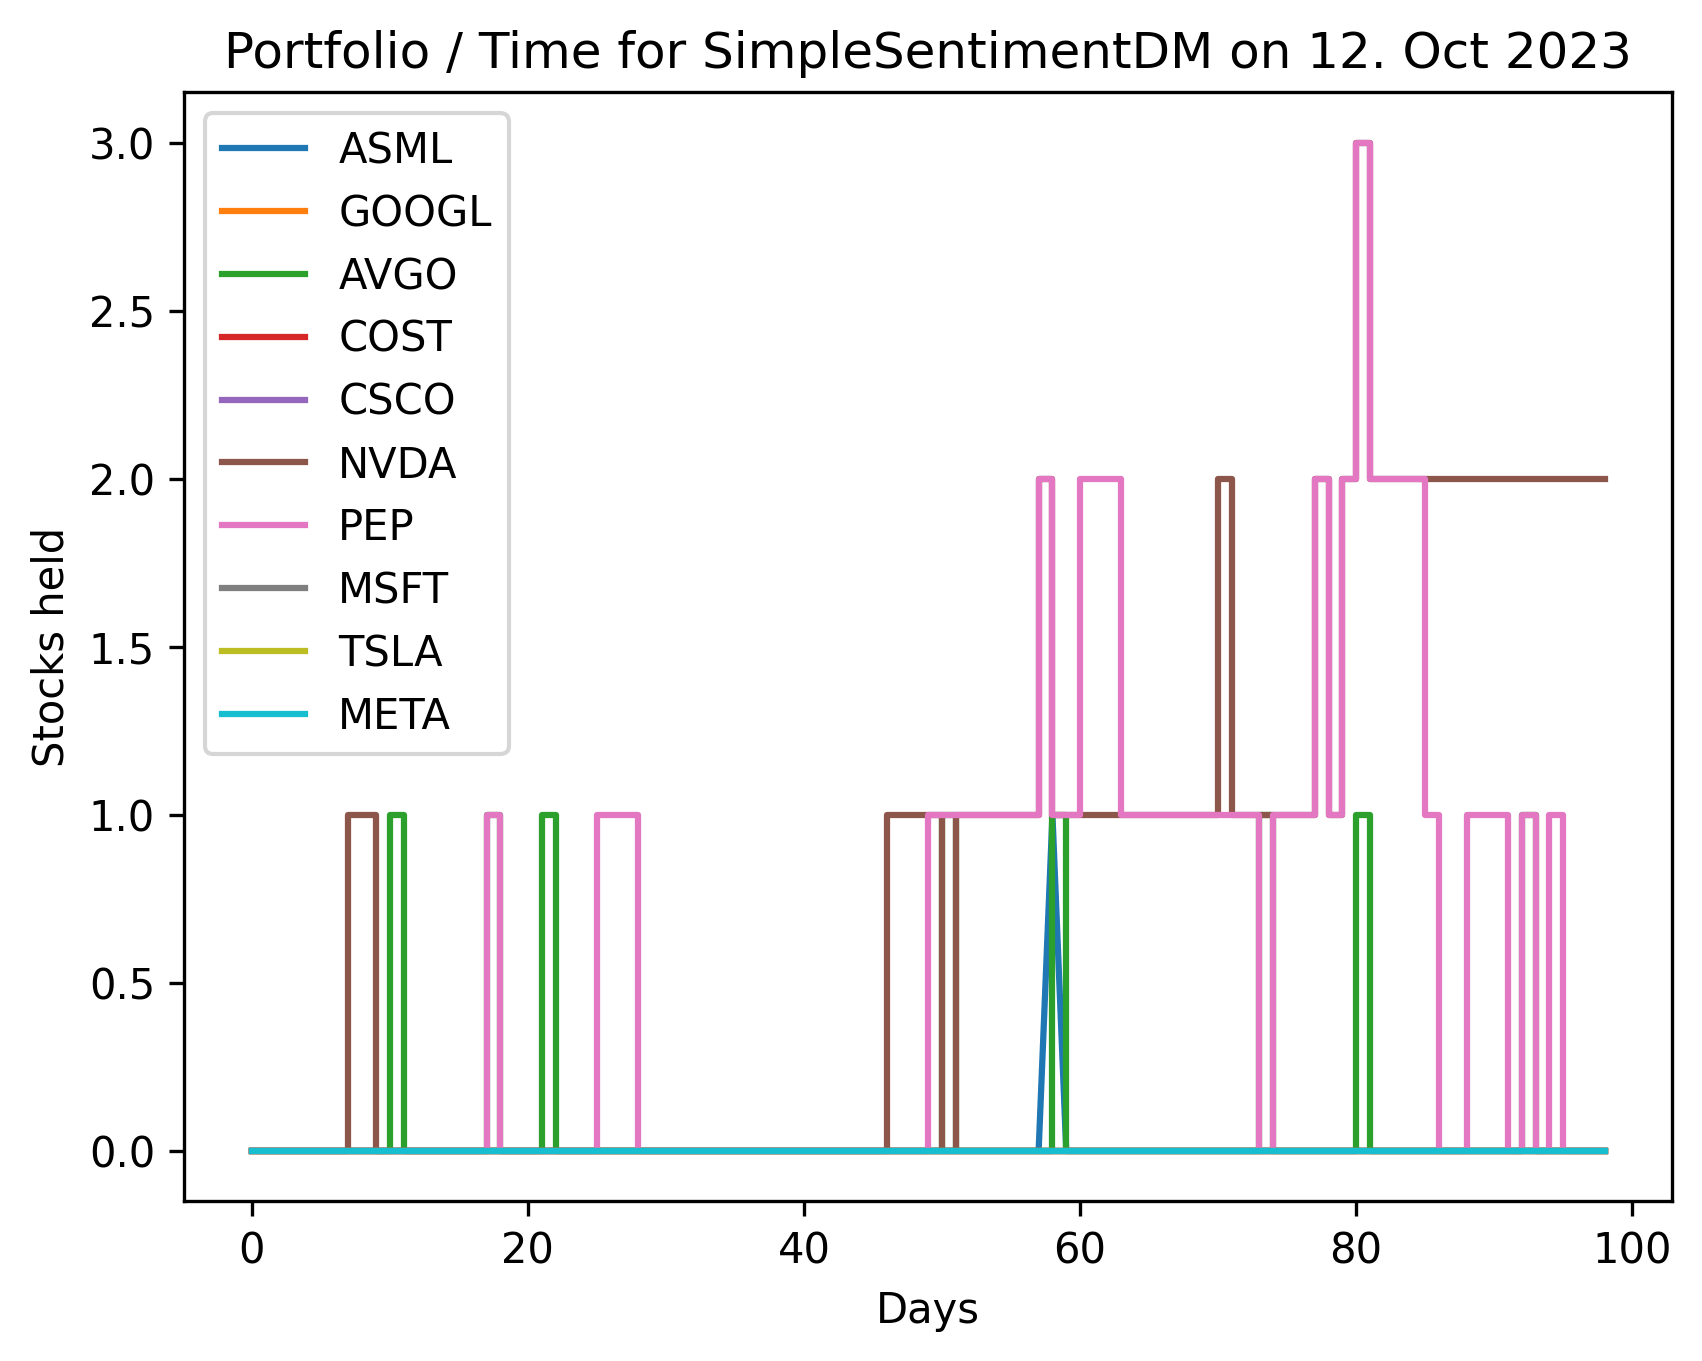 Portfolio / Time for SimpleSentimentDM on 12. Oct 2023
3.0
2.5
2.0
1.5
1.0
0.5
0.0
Stocks held
ASML
GOOGL
AVGO
COST
CSCO
NVDA
PEP
MSFT
TSLA
META
0 20 40 60 80 100
Days